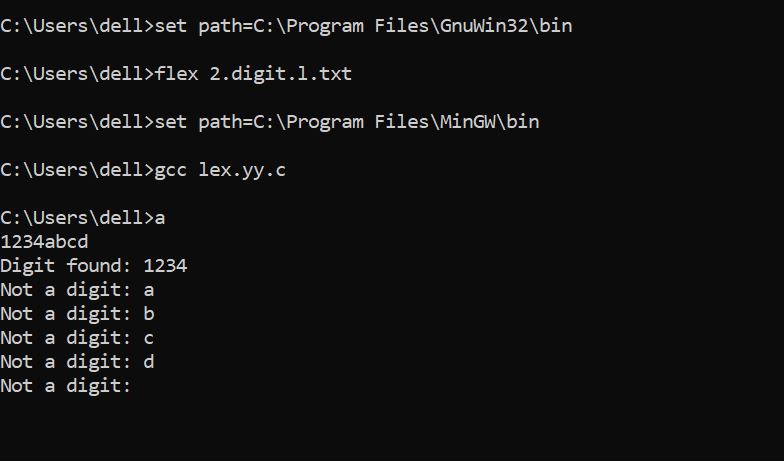 C:\Users\dell>set path=C:\Program Files\GnuWin32\bin
C:\Users\dell>flex 2.digit.l.txt
C:\Users\dell>set path=C:\Program Files\MinGW\bin
C:\Users\dell>gcc lex.yy.c
C:\Users\dell>a
1234abcd
Digit found: 1234
Not a digit: a
Not a digit: b
Not a digit: c
Not a digit: d
Not a digit: